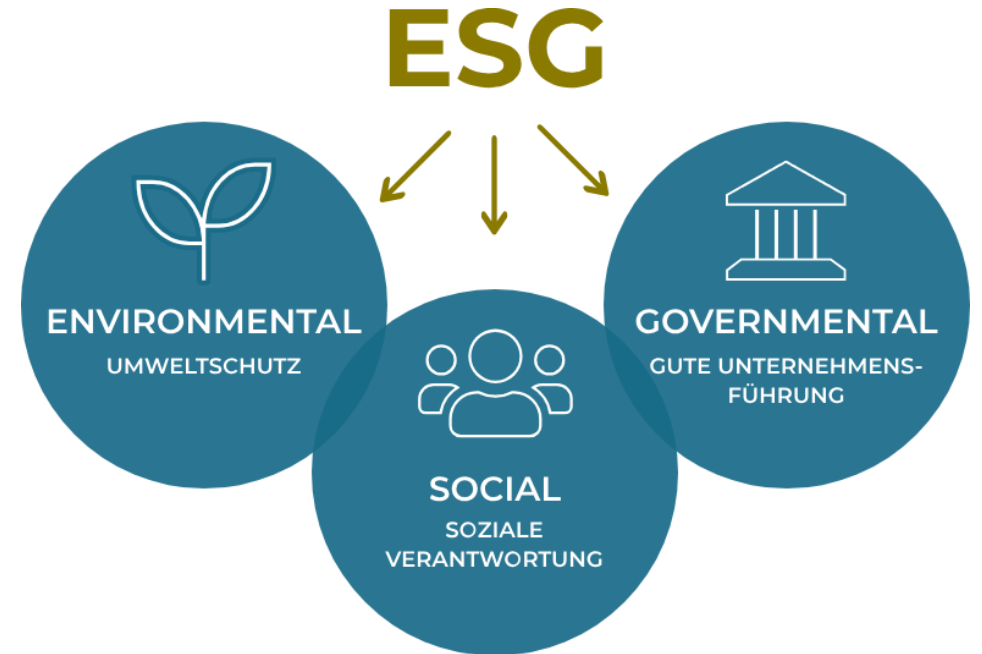 ESG
ENVIRONMENTAL
UMWELTSCHUTZ
SOCIAL
SOZIALE
VERANTWORTUNG
GOVERNMENTAL
GUTE UNTERNEHMENS-
FÜHRUNG